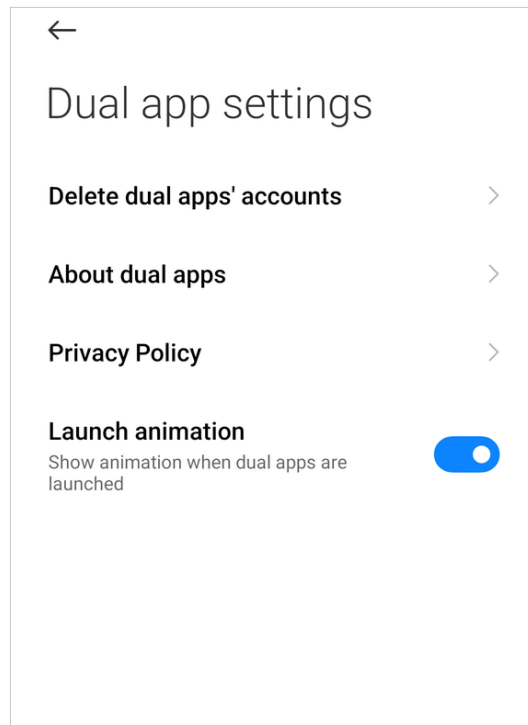 Dual app settings
Delete dual apps' accounts
About dual apps
Privacy Policy
Launch animation
Show animation when dual apps are
launched